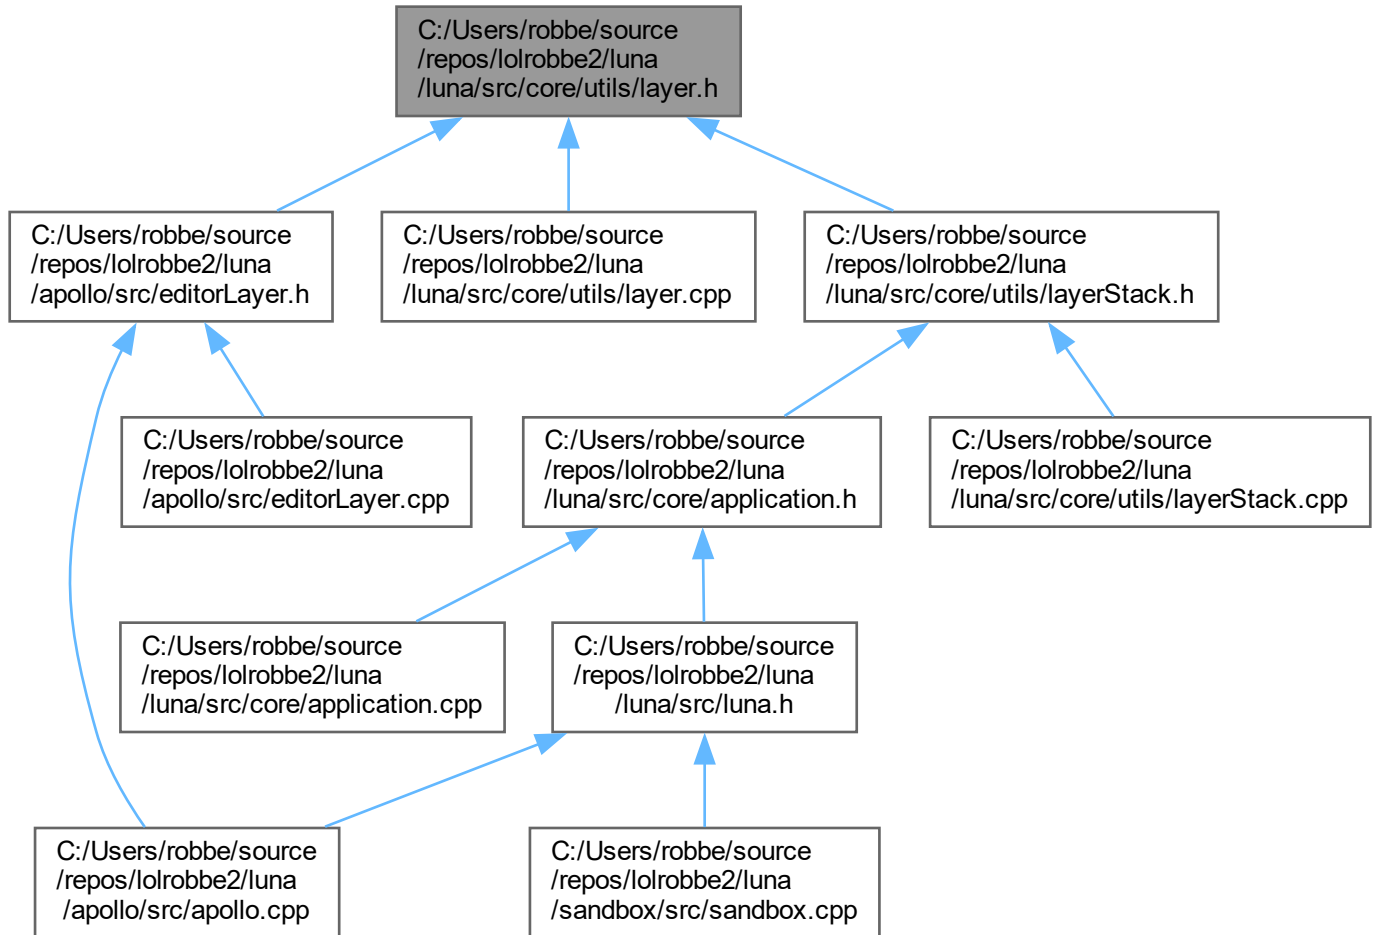 C:/Users/robbe/source
/repos/lolrobbe2/luna
/luna/src/core/utils/layer.h
C:/Users/robbe/source
/repos/lolrobbe2/luna
/apollo/src/editorLayer.h
C:/Users/robbe/source
/repos/lolrobbe2/luna
/luna/src/core/utils/layer.cpp
C:/Users/robbe/source
/repos/lolrobbe2/luna
/luna/src/core/utils/layerStack.h
C:/Users/robbe/source
/repos/lolrobbe2/luna
/apollo/src/editorLayer.cpp
C:/Users/robbe/source
/repos/lolrobbe2/luna
/luna/src/core/application.h
C:/Users/robbe/source
/repos/lolrobbe2/luna
/luna/src/core/utils/layerStack.cpp
C:/Users/robbe/source
/repos/lolrobbe2/luna
/luna/src/core/application.cpp
C:/Users/robbe/source
/repos/lolrobbe2/luna
/luna/src/luna.h
C:/Users/robbe/source
/repos/lolrobbe2/luna
/apollo/src/apollo.cpp
C:/Users/robbe/source
/repos/lolrobbe2/luna
/sandbox/src/sandbox.cpp